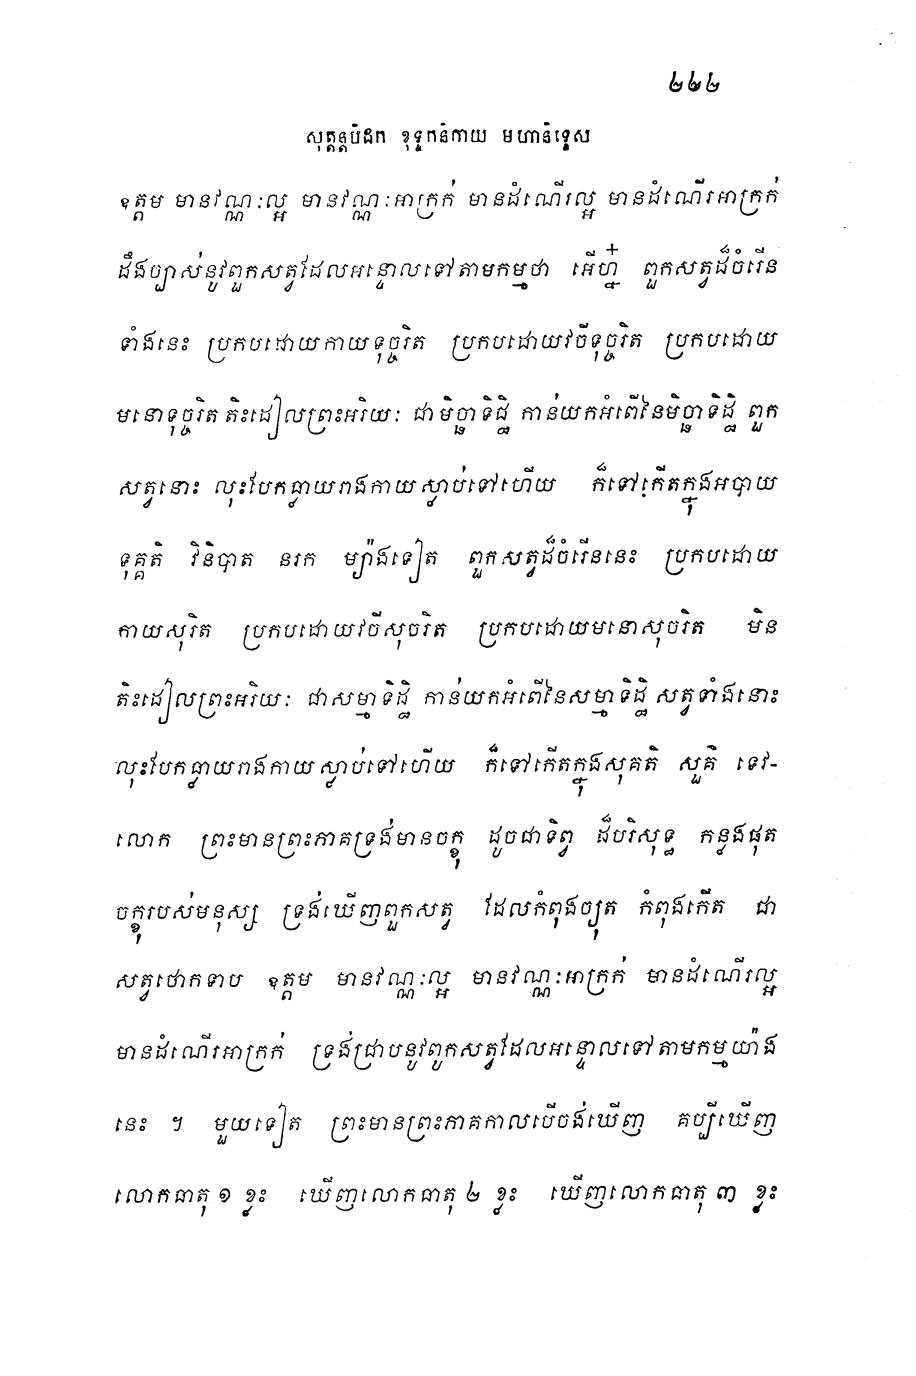 ២២២
សុត្តន្តបិដក ខុទ្ទកនិកាយ មហានិទ្ទេស
ឧត្តម មានវណ្ណៈល្អ មានវណ្ណៈអាក្រក់ មានដំណើរល្អ មានដំណើរអាក្រក់
ដឹងច្បាស់នូវពួកសត្វដែលអន្ទោលទៅតាមកម្មថា អើហ្ន៎ ពួកសត្វដ៏ចំរើន
ទាំងនេះ ប្រកបដោយកាយទុច្ចរិត ប្រកបដោយវចីទុច្ចរិត ប្រកបដោយ
មនោទុច្ចរិត តិះដៀលព្រះអរិយៈ ជាមិច្ឆាទិដ្ឋិ កាន់យកអំពើនៃមិច្ឆាទិដ្ឋិ ពួក
សត្វនោះ លុះបែកធ្លាយរាងកាយស្លាប់ទៅហើយ ក៏ទៅកើតក្នុងអបាយ
ទុគ្គតិ វិនិបាត នរក ម្យ៉ាងទៀត ពួកសត្វដ៏ចំរើននេះ ប្រកបដោយ
កាយសុរិត ប្រកបដោយវចីសុចរិត ប្រកបដោយមនោសុចរិត មិន
តិះដៀលព្រះអរិយៈ ជាសម្មាទិដ្ឋិ កាន់យកអំពើនៃសម្មាទិដ្ឋិ សត្វទាំងនោះ
លុះបែកធ្លាយរាងកាយស្លាប់ទៅហើយ ក៏ទៅកើតក្នុងសុគតិ សួគ៌ ទេវ-
លោក ព្រះមានព្រះភាគទ្រង់មានចក្ខុ ដូចជាទិព្វ ដ៏បរិសុទ្ធ កន្លងផុត
ចក្ខុរបស់មនុស្ស ទ្រង់ឃើញពួកសត្វ ដែលកំពុងច្យុត កំពុងកើត ជា
សត្វថោកទាប ឧត្តម មានវណ្ណៈល្អ មានវណ្ណៈអាក្រក់ មានដំណើរល្អ
មានដំណើរអាក្រក់ ទ្រង់ជ្រាបនូវពួកសត្វដែលអន្ទោលទៅតាមកម្មយ៉ាង
នេះ ។ មួយទៀត ព្រះមានព្រះភាគកាលបើចង់ឃើញ គប្បីឃើញ
លោកធាតុ ១ ខ្លះ ឃើញលោកធាតុ ២ ខ្លះ ឃើញលោកធាតុ ៣ ខ្លះ